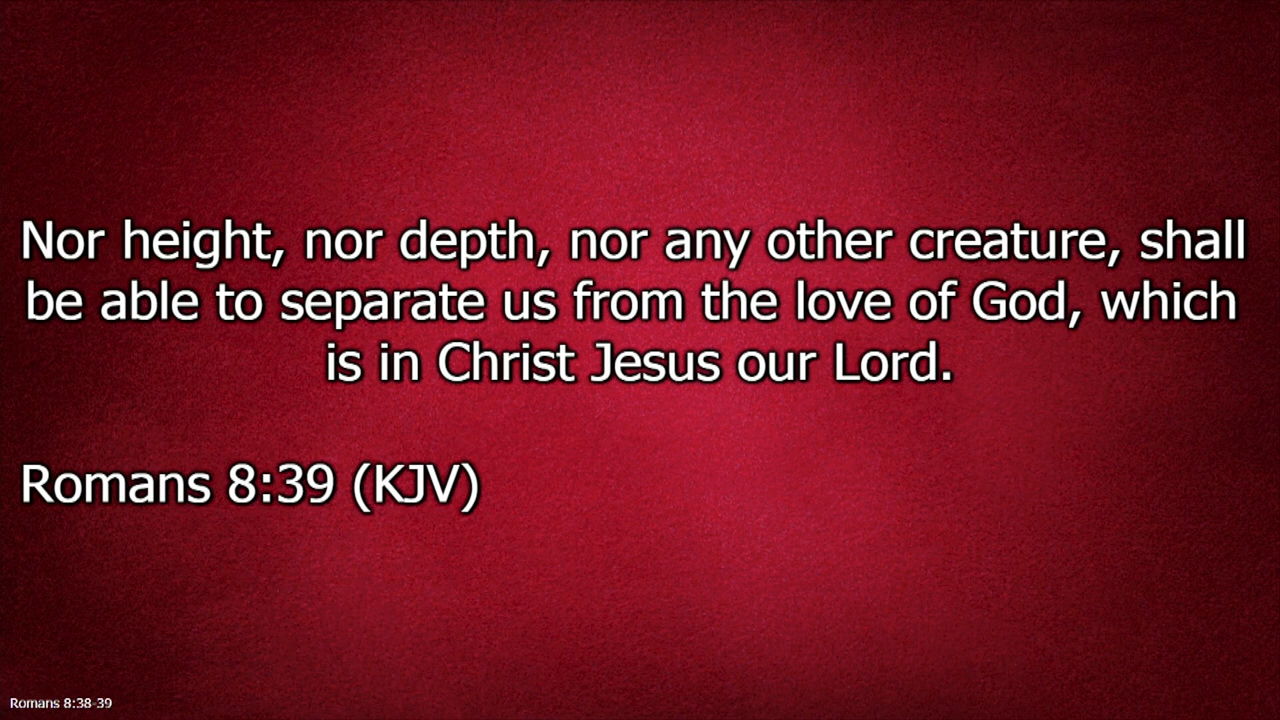 Nor height, nor depth, nor any other creature, shall
be able to separate us from the love of God, which
is in Christ Jesus our Lord.
Romans 8:39 (KJV)
Romans 8:38-39